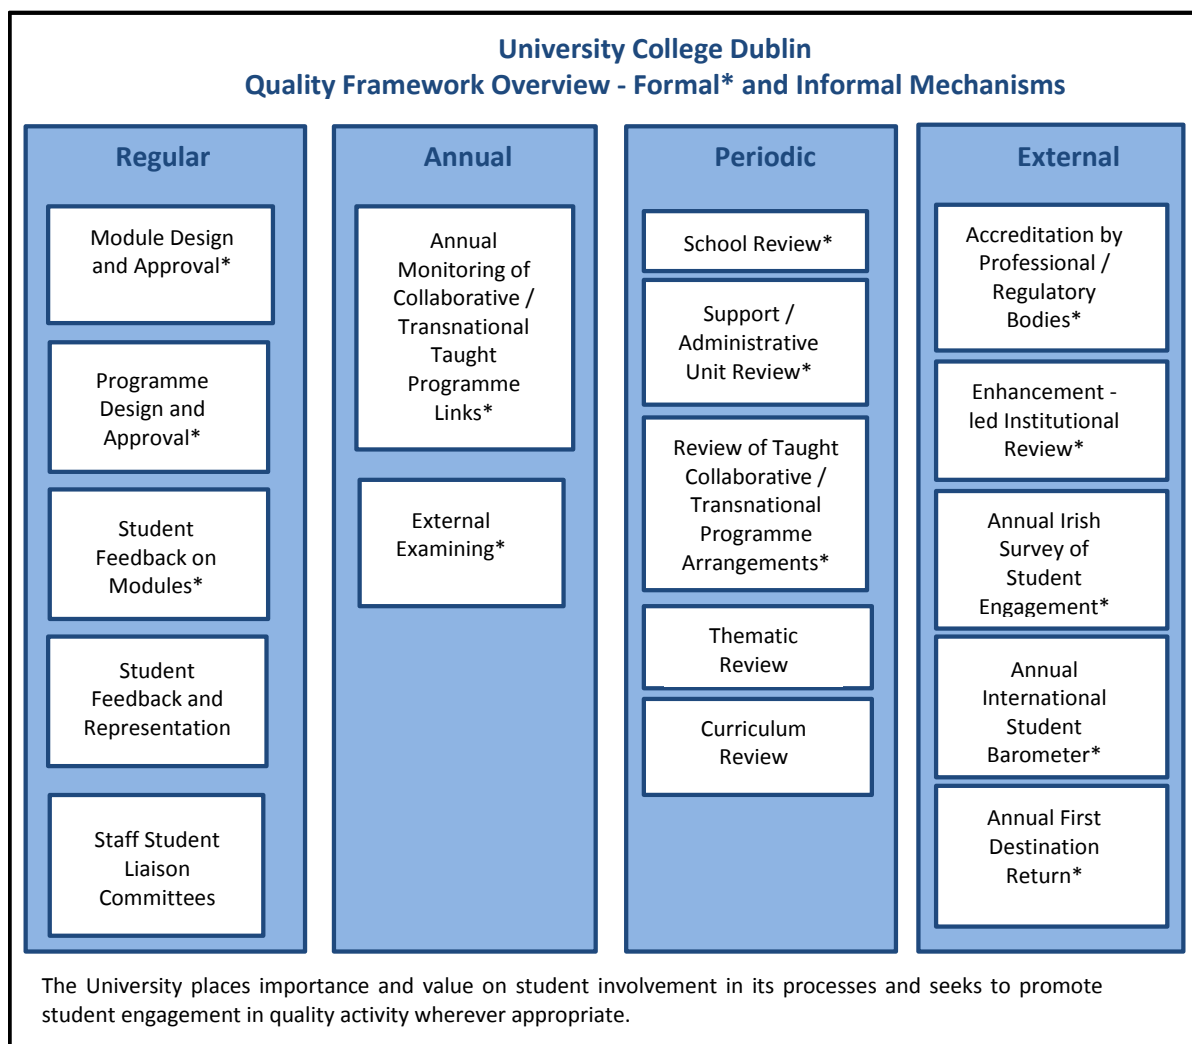 University College Dublin
Quality Framework Overview - Formal* and Informal Mechanisms
Regular
Module Design
and Approval*
Programme
Design and
Approval*
Student
Feedback on
Modules*
Student
Feedback and
Representation
Staff Student
Liaison
Committees
Annual
Annual
Monitoring of
Collaborative /
Transnational
Taught
Programme
Links*
External
Examining*
Periodic
School Review*
Support /
Administrative
Unit Review*
Review of Taught
Collaborative /
Transnational
Programme
Arrangements*
Thematic
Review
Curriculum
Review
External
Accreditation by
Professional /
Regulatory
Bodies*
Enhancement -
led Institutional
Review*
Annual Irish
Survey of
Student
Engagement*
Annual
International
Student
Barometer*
Annual First
Destination
Return*
The University places importance and value on student involvement in its processes and seeks to promote
student engagement in quality activity wherever appropriate.